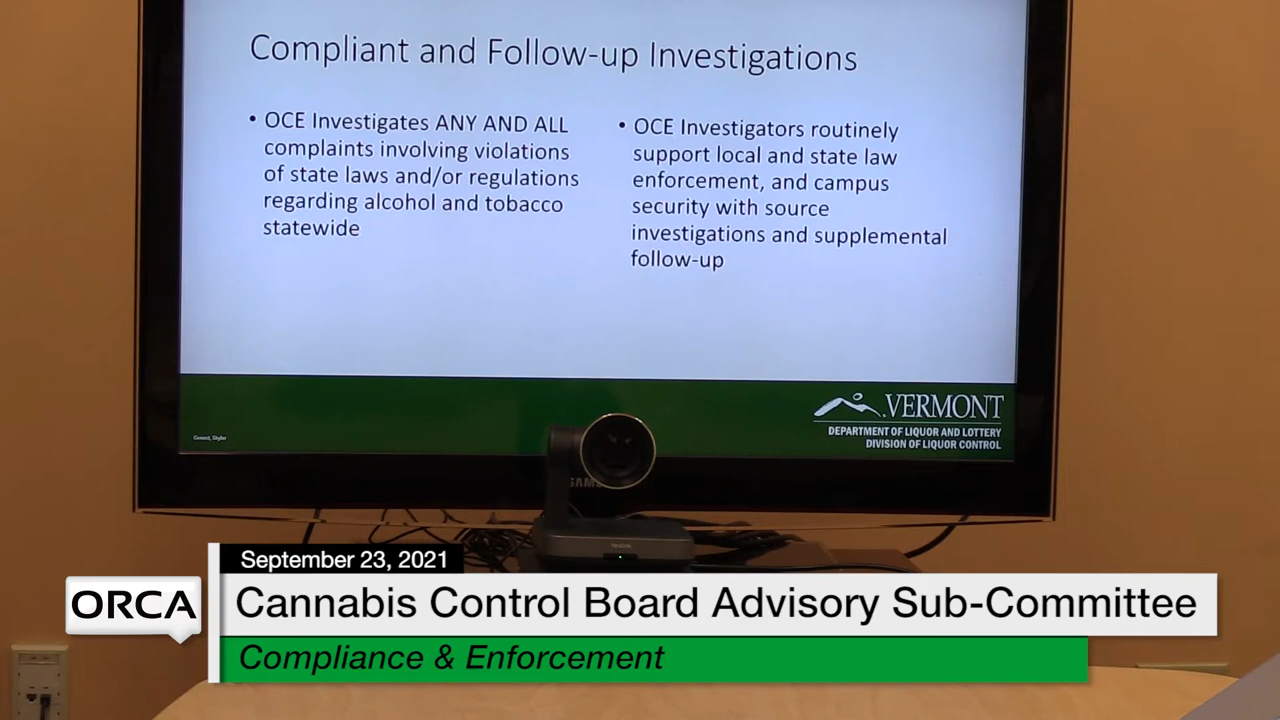 Compliant and Follow-up Investigations
• OCE Investigates ANY AND ALL
complaints involving violations
of state laws and/or regulations
regarding alcohol and tobacco
statewide
• OCE Investigators routinely
support local and state law
enforcement, and campus
security with source
investigations and supplemental
follow-up
VERMONT
DEPARTMENT OF LIQUOR AND LOTTERY
DIVISION OF LIQUOR CONTROL
September 23, 2021
ORCA
Cannabis Control Board Advisory Sub-Committee
Compliance & Enforcement